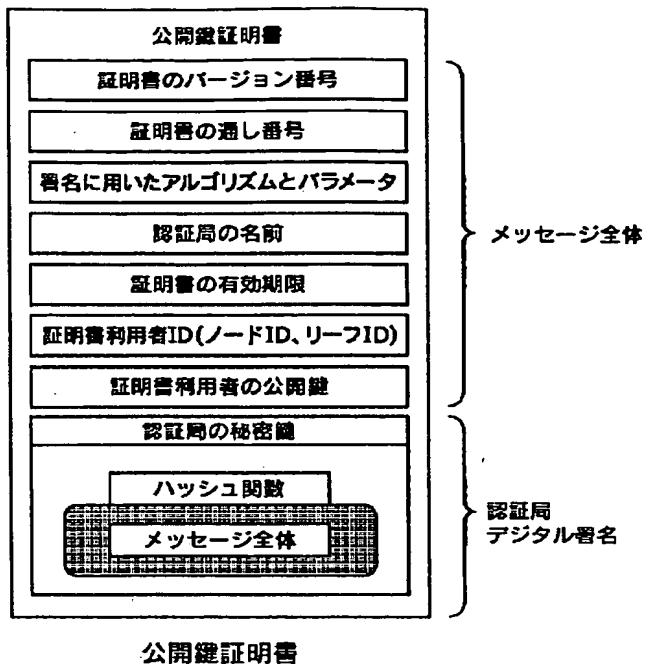 公開鍵証明書
証明書のバージョン番号
証明書の通し番号
署名に用いたアルゴリズムとパラメータ
認証局の名前
証明書の有効期限
証明書利用者ID(ノードID、リーフID)
証明書利用者の公開鍵
メッセージ全体
認証局の秘密鍵
ハッシュ関数
メッセージ全体
認証局
デジタル署名
公開鍵証明書